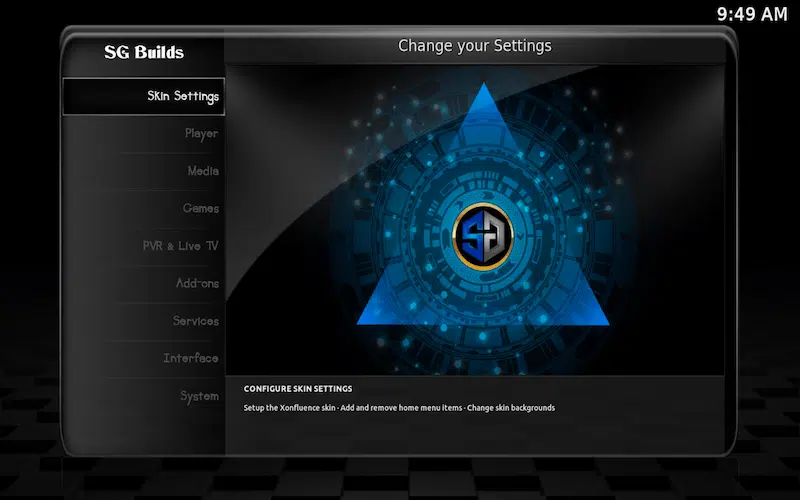 9:49 AM
SG Builds
Change your Settings
Skin Settings
Player
Media
Games
PVR & Live TV
Add-ons
Services
Interface
System
SG
CONFIGURE SKIN SETTINGS
Setup the Xonfluence skin · Add and remove home menu items · Change skin backgrounds